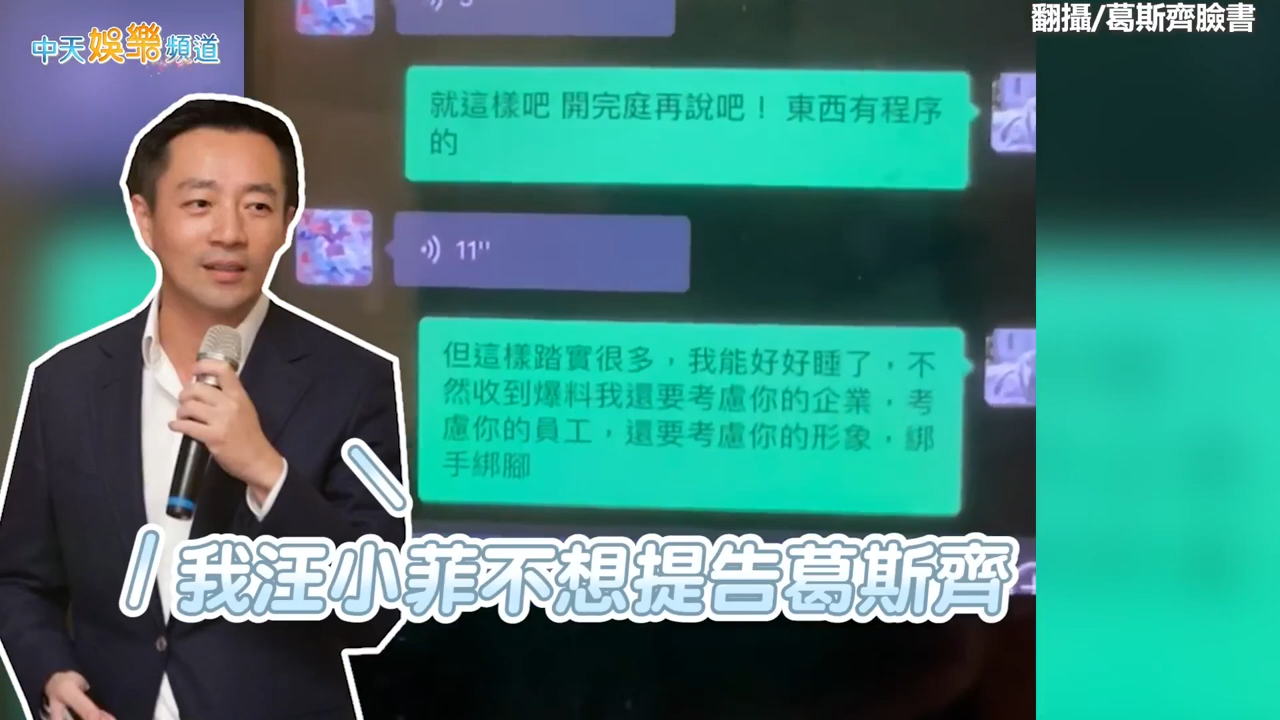 中天娛樂頻道
翻攝/葛斯齊臉書
就這樣吧 開完庭再說吧！ 東西有程序
的
11''
但這樣踏實很多，我能好好睡了，不
然收到爆料我還要考慮你的企業，考
慮你的員工，還要考慮你的形象，綁
手綁腳
我汪小菲不想提告葛斯齊